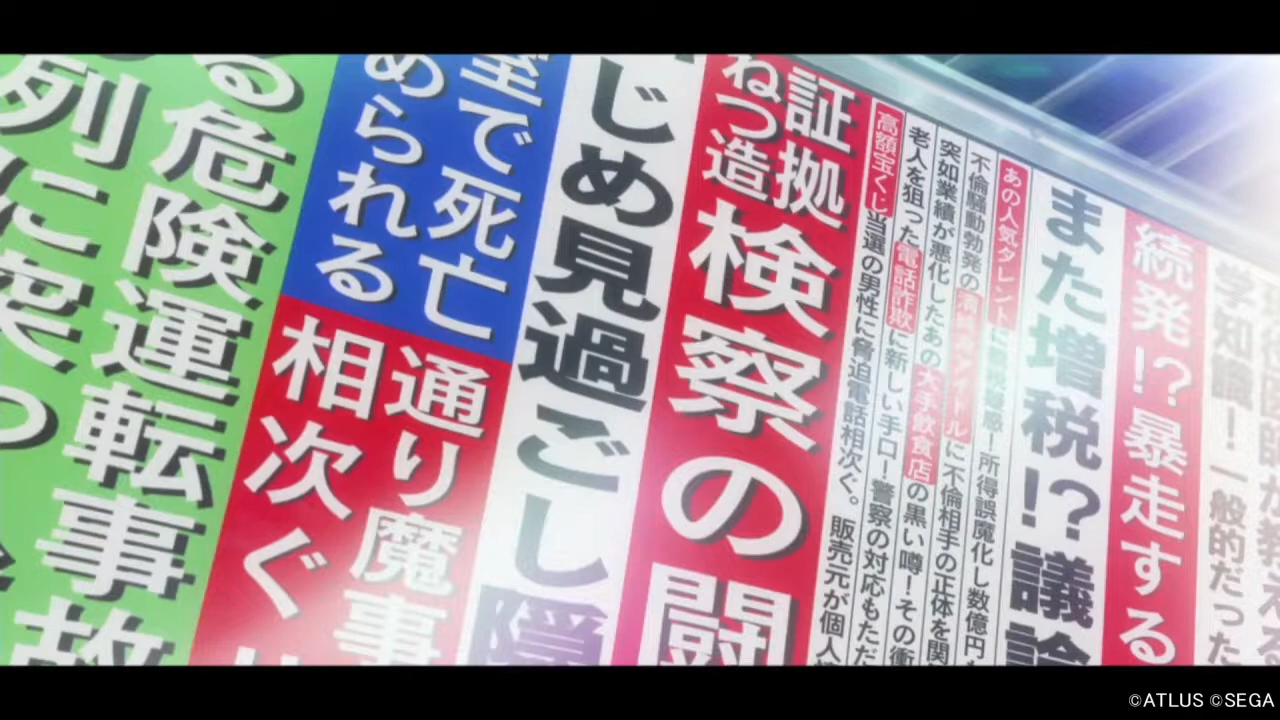 学知識！一般的だった
続発!?暴走する
また増税!?議論
あの人気タレントに
！所得誤魔化し数億円
不倫騒動勃発の
に不倫相手の正体を関
突如業績が悪化したあの大手飲食店の黒い噂！その衝
老人を狙った電話詐欺に新しい手口！警察の対応もただ
高額宝くじ当選の男性に脅迫電話相次ぐ。販売元が個人
証拠
ねつ造
検察の闇
じめ見過ごし隠
室で死亡
められる
通り魔事
相次ぐ
る危険運転事故
列に突っ
©ATLUS ©SEGA